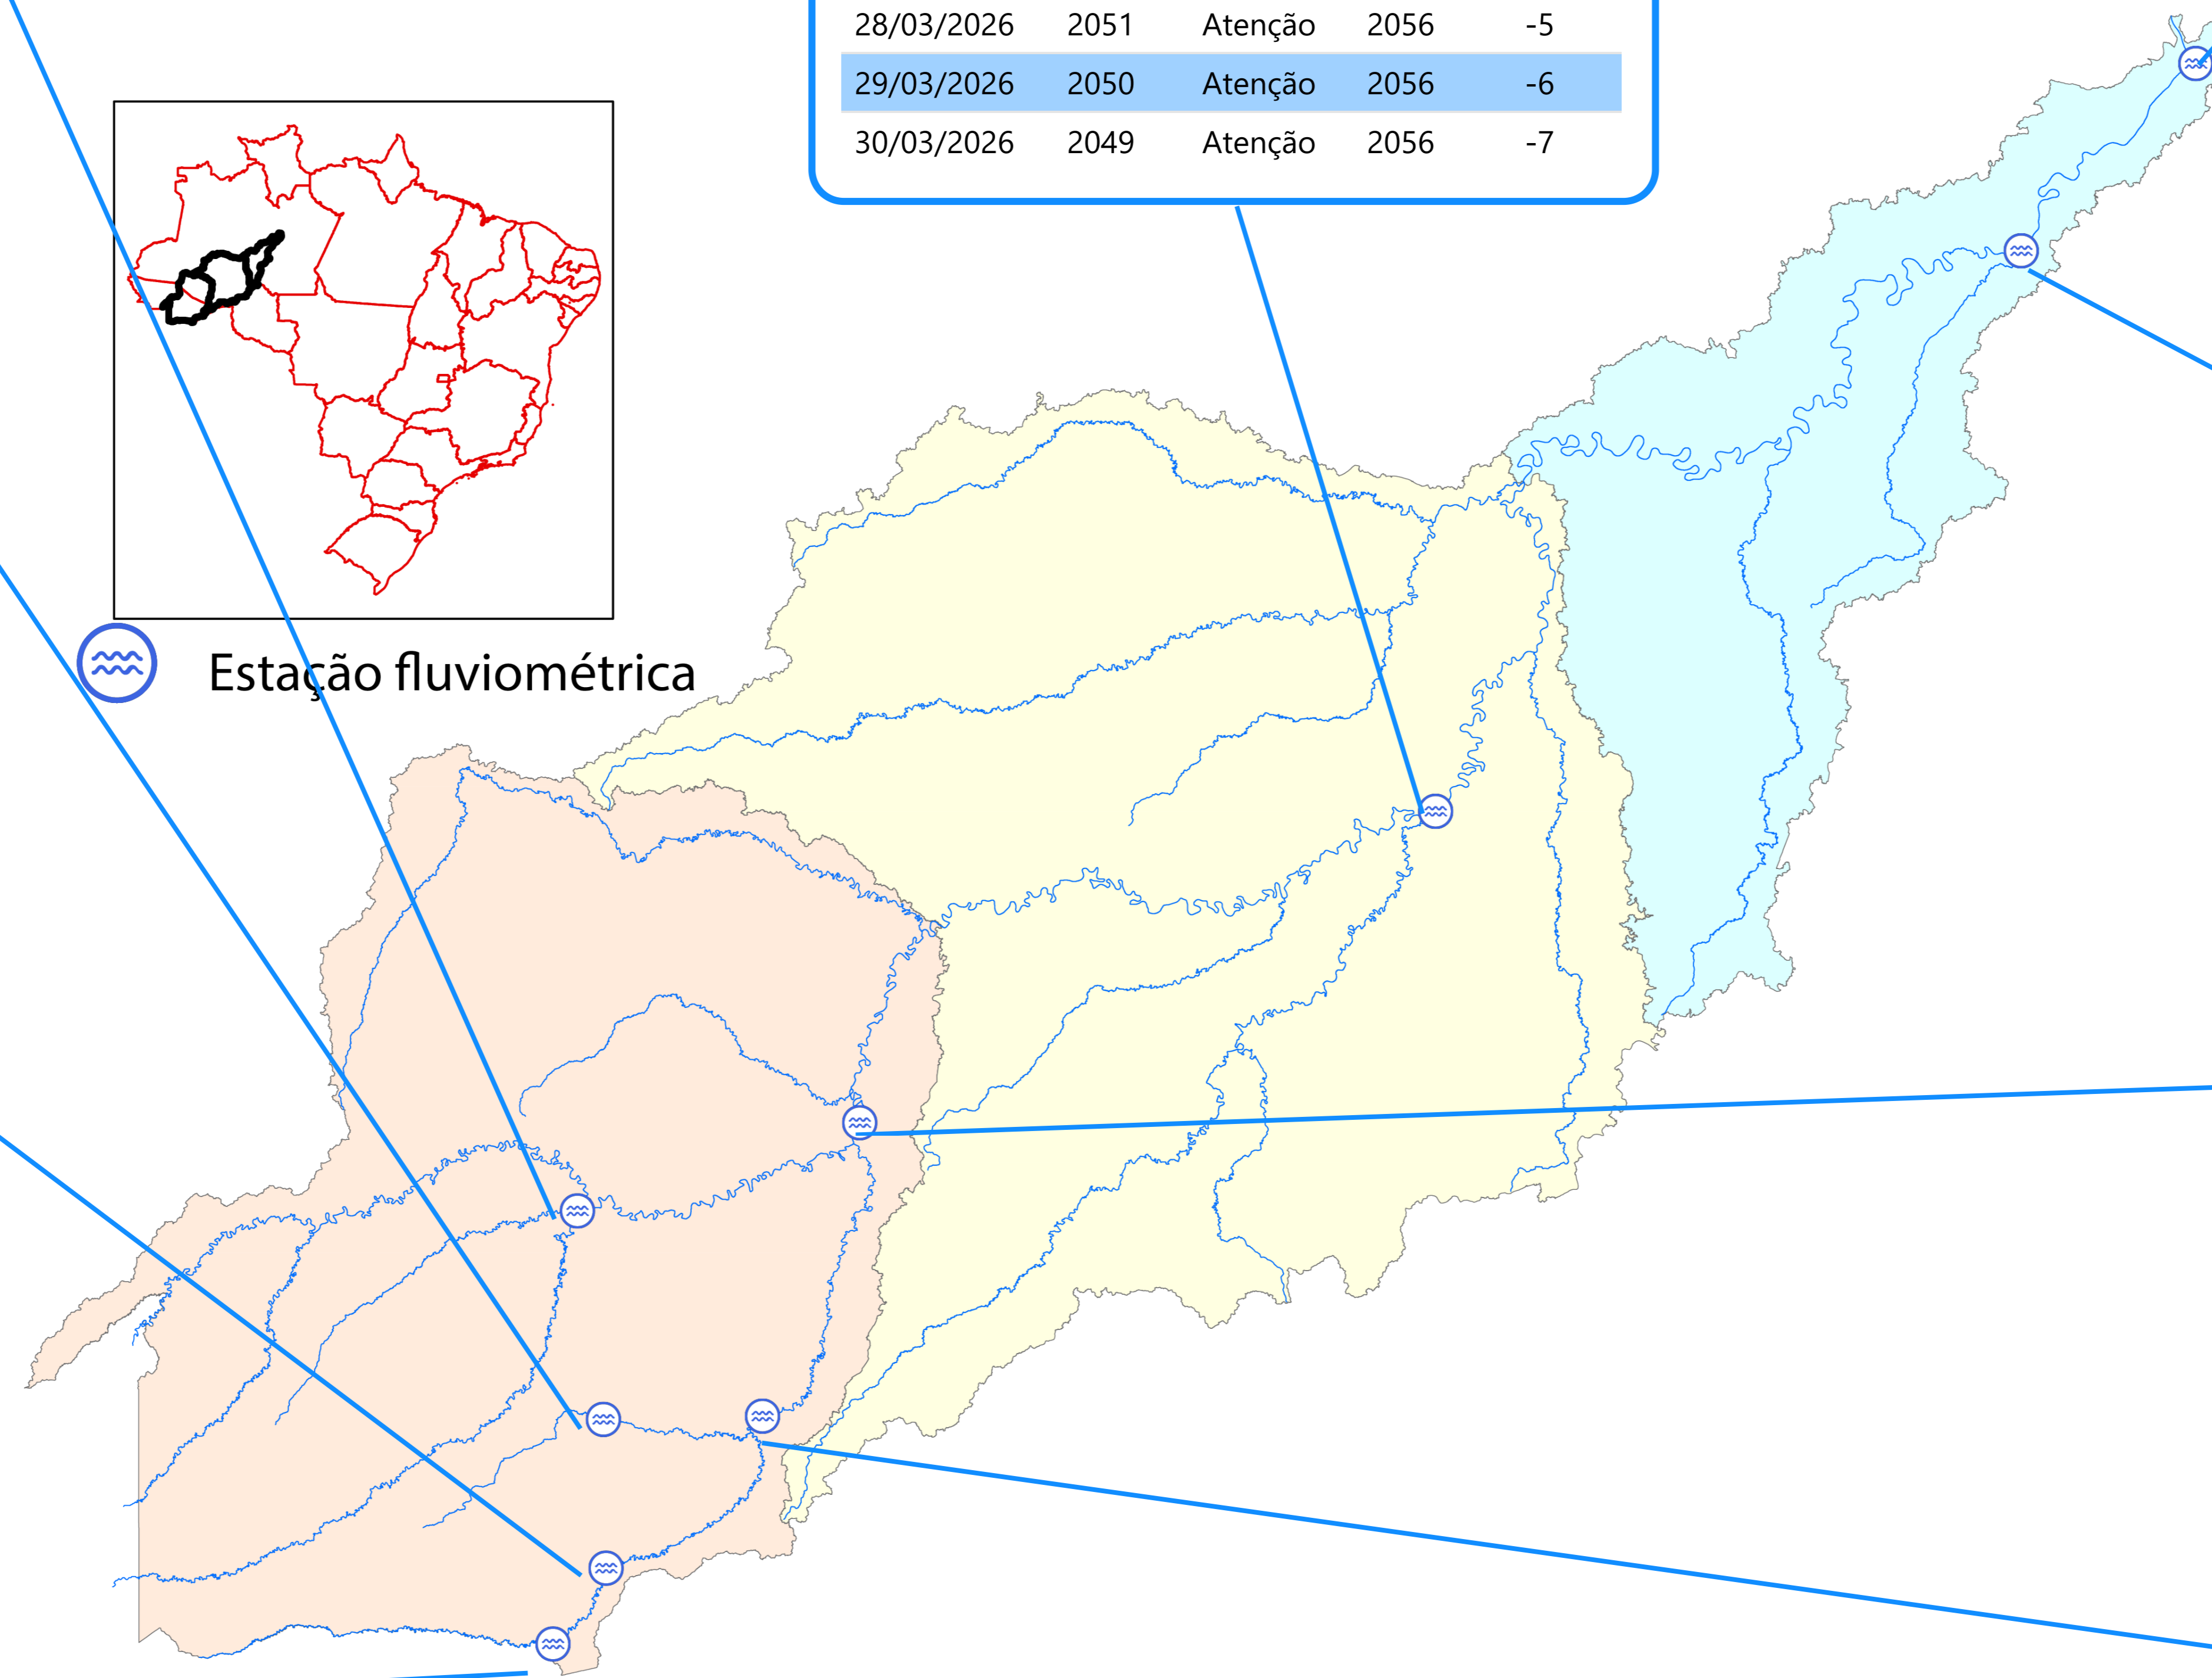 28/03/2026 2051 Atenção 2056 -5
29/03/2026 2050 Atenção 2056 -6
30/03/2026 2049 Atenção 2056 -7
Estação fluviométrica